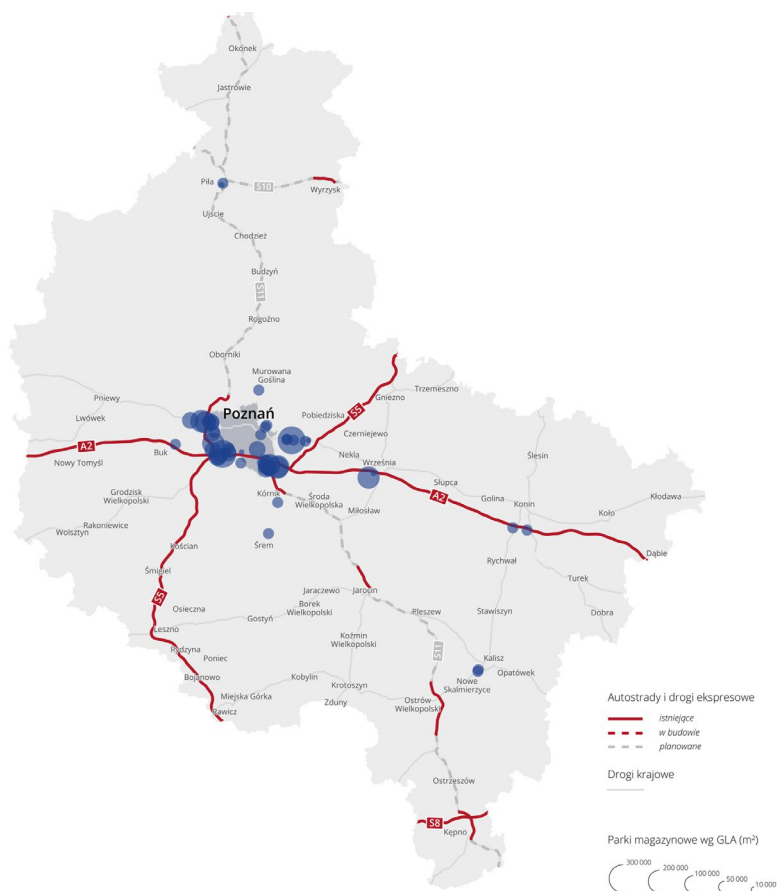 Okonek
Jastrowie
Piła
S10
Wyrzysk
Ujście
Chodzież
Budzyń
S11
Rogoźno
Oborniki
Murowana
Goślina
Pniewy
Poznań
Pobiedziska
S5
Gniezno
Trzemeszno
Lwówek
Czerniejewo
A2
Buk
Nekla
Września
Ślesin
Nowy Tomyśl
Słupca
Grodzisk
Wielkopolski
Kórnik
Środa
Wielkopolska
A2
Golina
Konin
Kłodawa
Miłosław
Koło
Rakoniewice
Wolsztyn
Kościan
Śrem
Dąbie
Rychwał
Śmigiel
Turek
S5
Osieczna
Jaraczewo
Jarocin
Borek
Wielkopolski
Gostyń
Pleszew
Stawiszyn
Dobra
Leszno
Rydzyna
Poniec
Koźmin
Wielkopolski
S11
Kalisz
Opatówek
Bojanowo
Kobylin
Krotoszyn
Nowe
Skalmierzyce
Miejska Górka
Zduny
Ostrów
Wielkopolski
Rawicz
Ostrzeszów
S8
Kępno
Autostrady i drogi ekspresowe
istniejące
w budowie
planowane
Drogi krajowe
Parki magazynowe wg GLA (m²)
300 000
200 000
100 000
50 000
10 000